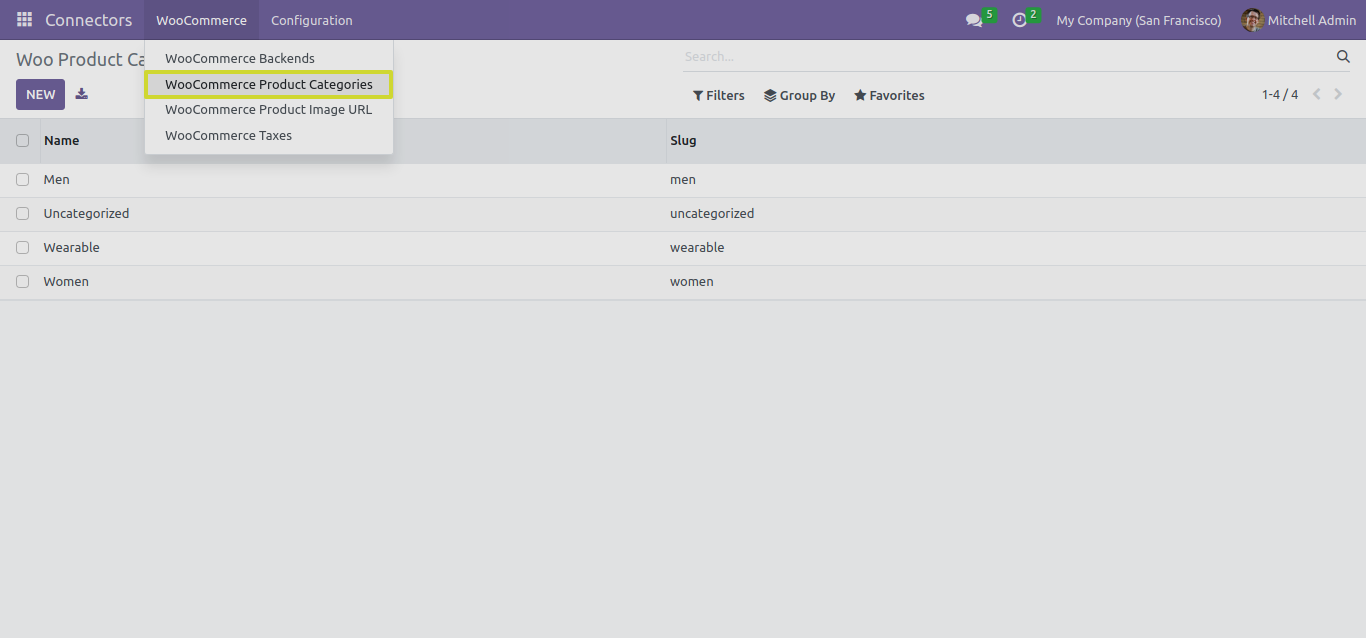 Connectors WooCommerce Configuration 5 2 My Company (San Francisco) Mitchell Admin
Woo Product Ca
Search...
WooCommerce Backends
WooCommerce Product Categories
WooCommerce Product Image URL
WooCommerce Taxes
NEW
Filters Group By Favorites 1-4 / 4
Name Slug
Men men
Uncategorized uncategorized
Wearable wearable
Women women